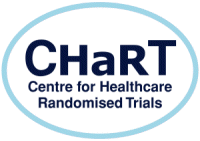 CHaRT
Centre for Healthcare
Randomised Trials